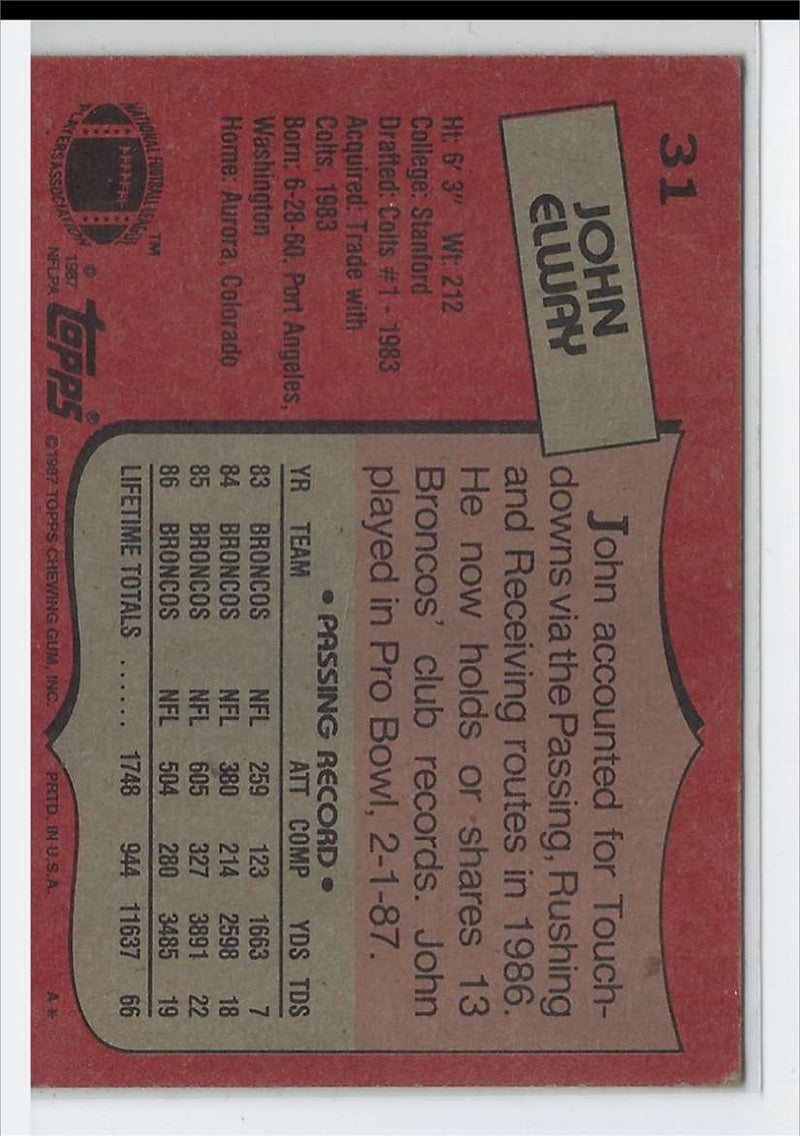 31
JOHN
ELWAY
Ht: 6' 3" Wt: 212
College: Stanford
Drafted: Colts #1 - 1983
Acquired: Trade with
Colts, 1983
Born: 6-28-60, Port Angeles,
Washington
Home: Aurora, Colorado
NATIONAL FOOTBALL LEAGUE
PLAYERS ASSOCIATION
TM
© 1987
NFLPA
topps®
John accounted for Touch-
downs via the Passing, Rushing
and Receiving routes in 1986.
He now holds or shares 13
Broncos' club records. John
played in Pro Bowl, 2-1-87.
• PASSING RECORD •
YR TEAM ATT COMP YDS TDS
83 BRONCOS NFL 259 123 1663 7
84 BRONCOS NFL 380 214 2598 18
85 BRONCOS NFL 605 327 3891 22
86 BRONCOS NFL 504 280 3485 19
LIFETIME TOTALS ...... 1748 944 11637 66
©1987 TOPPS CHEWING GUM, INC. PRTD. IN U.S.A. A*